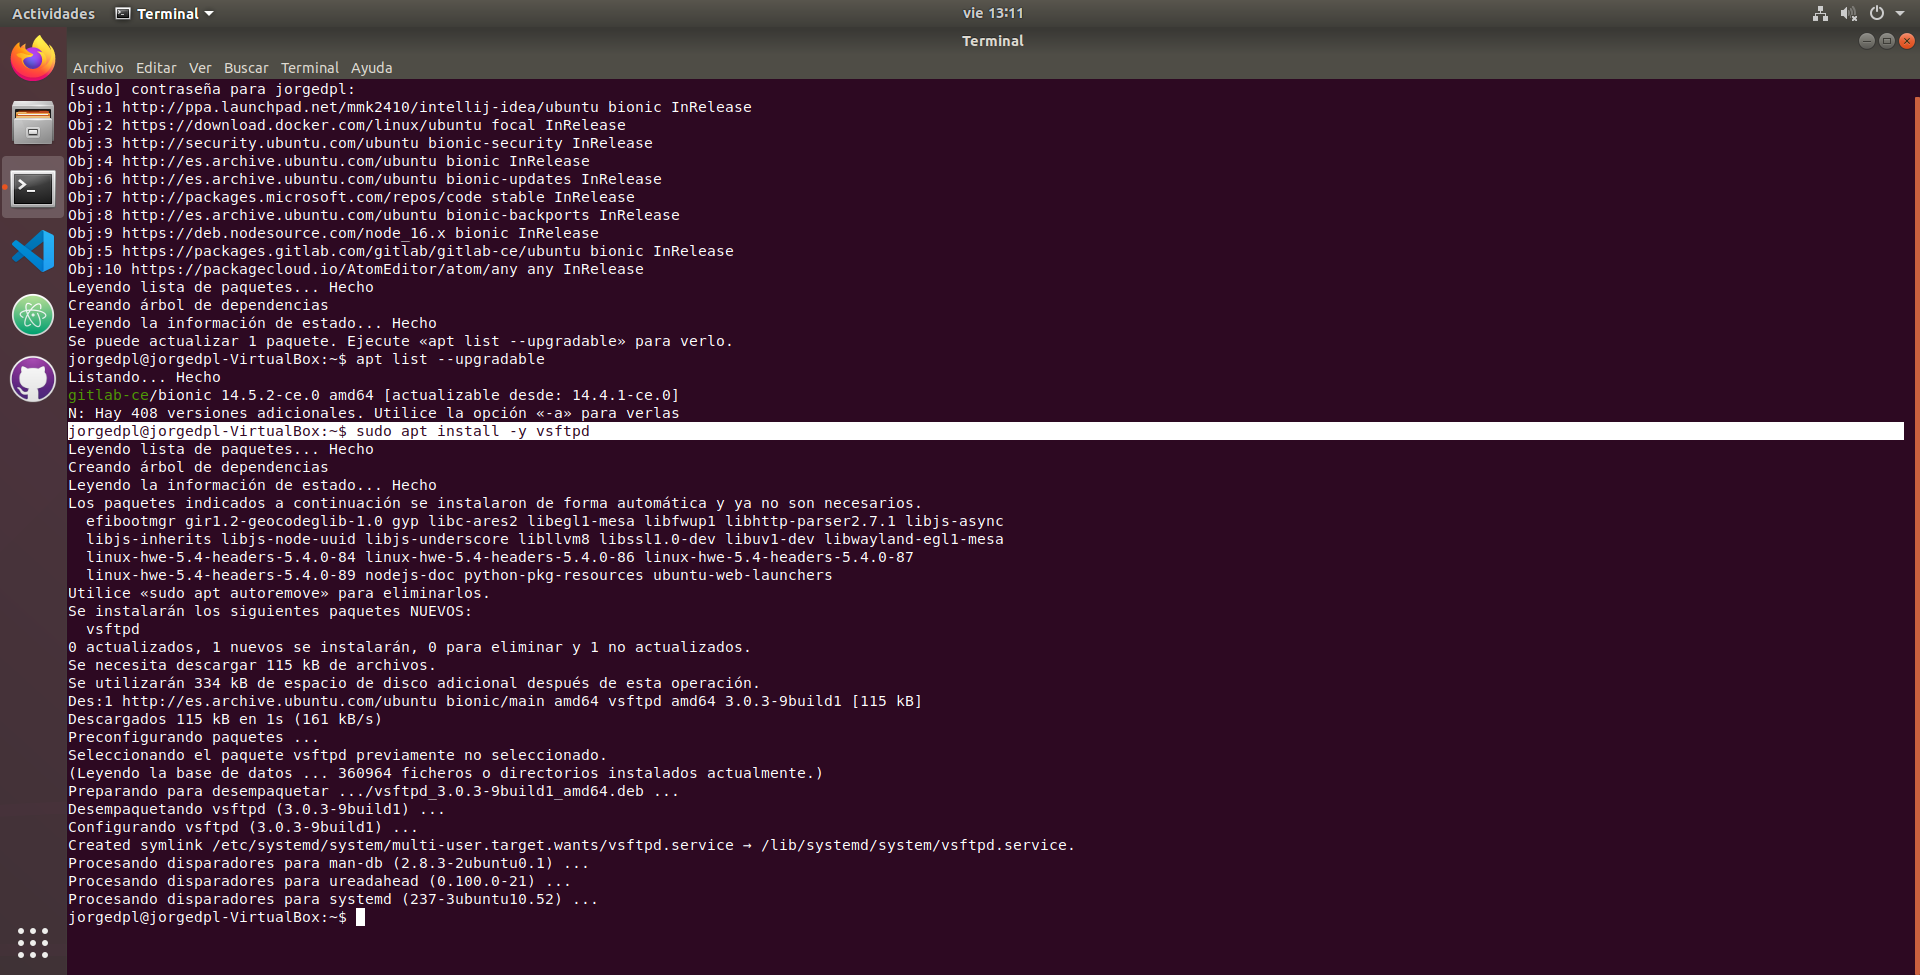 Actividades Terminal vie 13:11
Terminal
Archivo Editar Ver Buscar Terminal Ayuda
[sudo] contraseña para jorgedpl:
Obj:1 http://ppa.launchpad.net/mmk2410/intellij-idea/ubuntu bionic InRelease
Obj:2 https://download.docker.com/linux/ubuntu focal InRelease
Obj:3 http://security.ubuntu.com/ubuntu bionic-security InRelease
Obj:4 http://es.archive.ubuntu.com/ubuntu bionic InRelease
Obj:6 http://es.archive.ubuntu.com/ubuntu bionic-updates InRelease
Obj:7 http://packages.microsoft.com/repos/code stable InRelease
Obj:8 http://es.archive.ubuntu.com/ubuntu bionic-backports InRelease
Obj:9 https://deb.nodesource.com/node_16.x bionic InRelease
Obj:5 https://packages.gitlab.com/gitlab/gitlab-ce/ubuntu bionic InRelease
Obj:10 https://packagecloud.io/AtomEditor/atom/any any InRelease
Leyendo lista de paquetes... Hecho
Creando árbol de dependencias
Leyendo la información de estado... Hecho
Se puede actualizar 1 paquete. Ejecute «apt list --upgradable» para verlo.
jorgedpl@jorgedpl-VirtualBox:~$ apt list --upgradable
Listando... Hecho
gitlab-ce/bionic 14.5.2-ce.0 amd64 [actualizable desde: 14.4.1-ce.0]
N: Hay 408 versiones adicionales. Utilice la opción «-a» para verlas
jorgedpl@jorgedpl-VirtualBox:~$ sudo apt install -y vsftpd
Leyendo lista de paquetes... Hecho
Creando árbol de dependencias
Leyendo la información de estado... Hecho
Los paquetes indicados a continuación se instalaron de forma automática y ya no son necesarios.
efibootmgr gir1.2-geocodeglib-1.0 gyp libc-ares2 libegl1-mesa libfwup1 libhttp-parser2.7.1 libjs-async
libjs-inherits libjs-node-uuid libjs-underscore libllvm8 libssl1.0-dev libuv1-dev libwayland-egl1-mesa
linux-hwe-5.4-headers-5.4.0-84 linux-hwe-5.4-headers-5.4.0-86 linux-hwe-5.4-headers-5.4.0-87
linux-hwe-5.4-headers-5.4.0-89 nodejs-doc python-pkg-resources ubuntu-web-launchers
Utilice «sudo apt autoremove» para eliminarlos.
Se instalarán los siguientes paquetes NUEVOS:
vsftpd
0 actualizados, 1 nuevos se instalarán, 0 para eliminar y 1 no actualizados.
Se necesita descargar 115 kB de archivos.
Se utilizarán 334 kB de espacio de disco adicional después de esta operación.
Des:1 http://es.archive.ubuntu.com/ubuntu bionic/main amd64 vsftpd amd64 3.0.3-9build1 [115 kB]
Descargados 115 kB en 1s (161 kB/s)
Preconfigurando paquetes ...
Seleccionando el paquete vsftpd previamente no seleccionado.
(Leyendo la base de datos ... 360964 ficheros o directorios instalados actualmente.)
Preparando para desempaquetar .../vsftpd_3.0.3-9build1_amd64.deb ...
Desempaquetando vsftpd (3.0.3-9build1) ...
Configurando vsftpd (3.0.3-9build1) ...
Created symlink /etc/systemd/system/multi-user.target.wants/vsftpd.service → /lib/systemd/system/vsftpd.service.
Procesando disparadores para man-db (2.8.3-2ubuntu0.1) ...
Procesando disparadores para ureadahead (0.100.0-21) ...
Procesando disparadores para systemd (237-3ubuntu10.52) ...
jorgedpl@jorgedpl-VirtualBox:~$